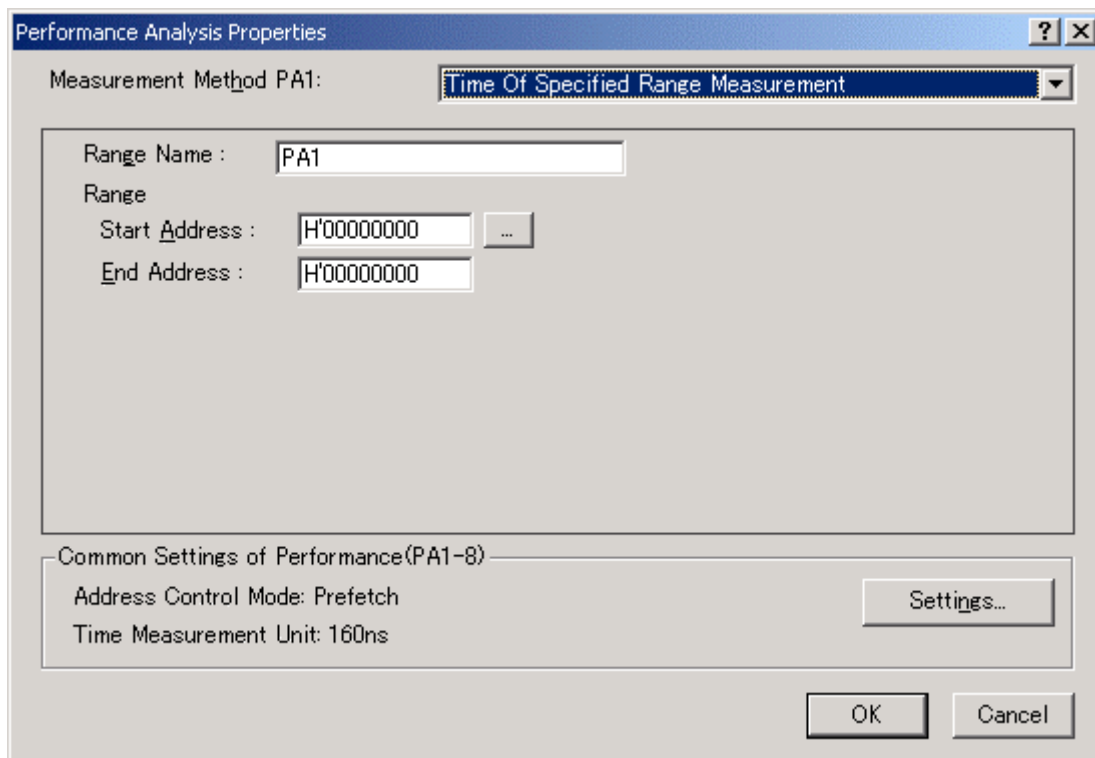 Performance Analysis Properties
Measurement Method PA1: Time Of Specified Range Measurement
Range Name : PA1
Range
Start Address : H'00000000 ...
End Address : H'00000000
Common Settings of Performance(PA1-8)
Address Control Mode: Prefetch
Settings...
Time Measurement Unit: 160ns
OK Cancel